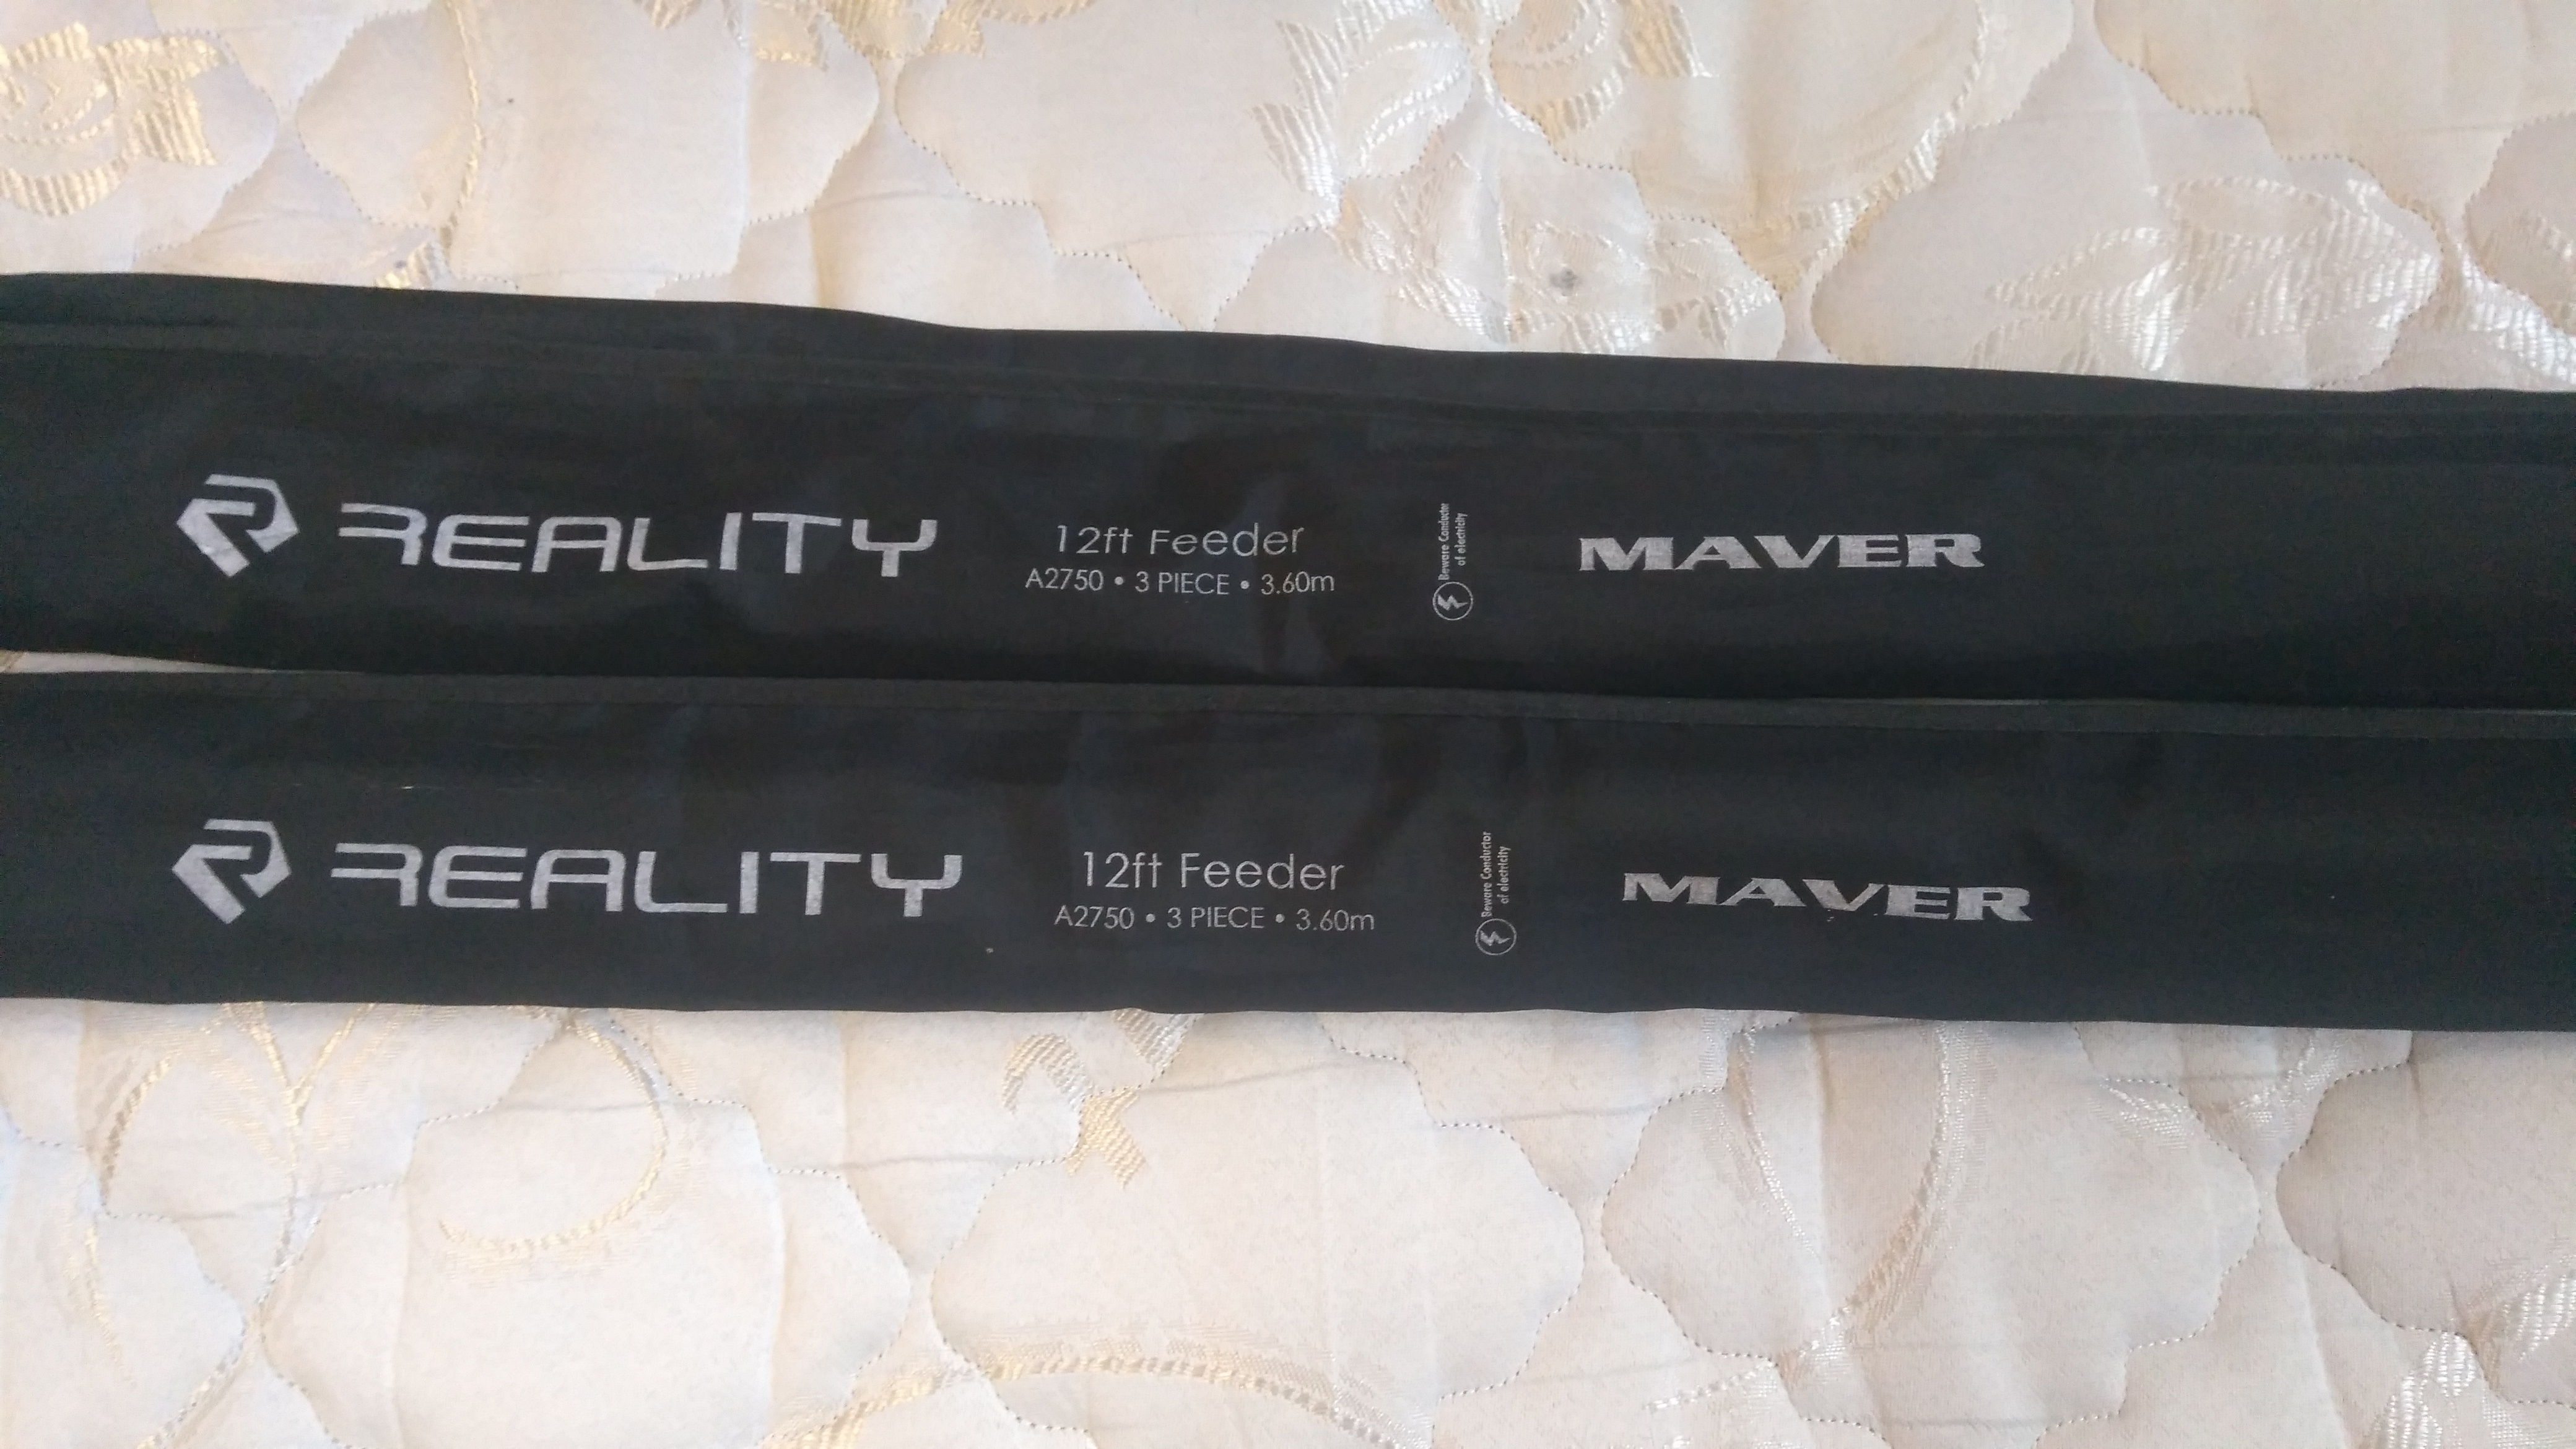 REALITY
12ft Feeder
A2750 • 3 PIECE • 3.60m
Beware Conductor
of electricity
MAVER
REALITY
12ft Feeder
A2750 • 3 PIECE • 3.60m
Beware Conductor
of electricity
MAVER